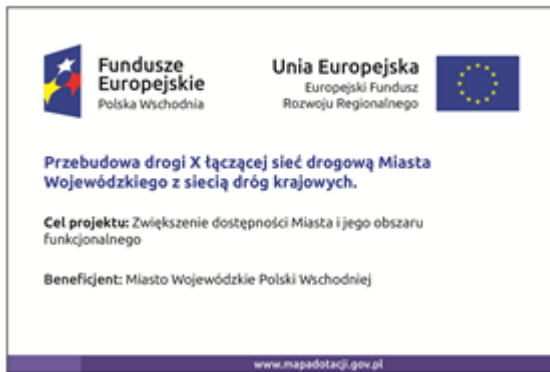 Fundusze
Europejskie
Polska Wschodnia
Unia Europejska
Europejski Fundusz
Rozwoju Regionalnego
Przebudowa drogi X łączącej sieć drogową Miasta
Wojewódzkiego z siecią dróg krajowych.
Cel projektu: Zwiększenie dostępności Miasta i jego obszaru
funkcjonalnego
Beneficjent: Miasto Wojewódzkie Polski Wschodniej
www.mapadotacji.gov.pl